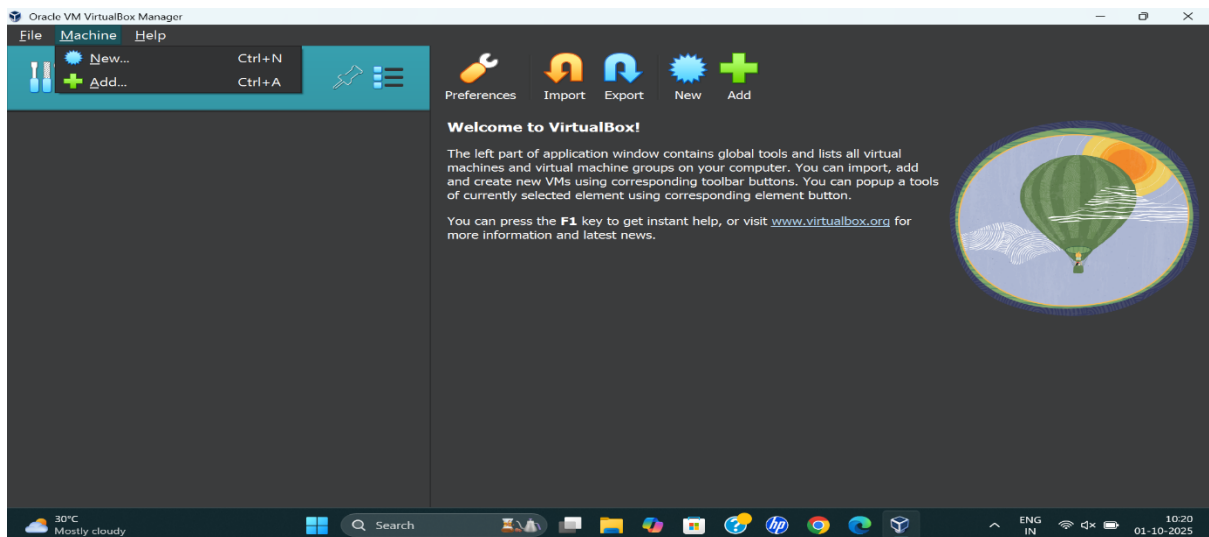 Oracle VM VirtualBox Manager
File Machine Help
New... Ctrl+N
Add... Ctrl+A
Preferences Import Export New Add
Welcome to VirtualBox!
The left part of application window contains global tools and lists all virtual
machines and virtual machine groups on your computer. You can import, add
and create new VMs using corresponding toolbar buttons. You can popup a tools
of currently selected element using corresponding element button.
You can press the F1 key to get instant help, or visit www.virtualbox.org for
more information and latest news.
30°C
Mostly cloudy
Search
hp
ENG
IN
10:20
01-10-2025